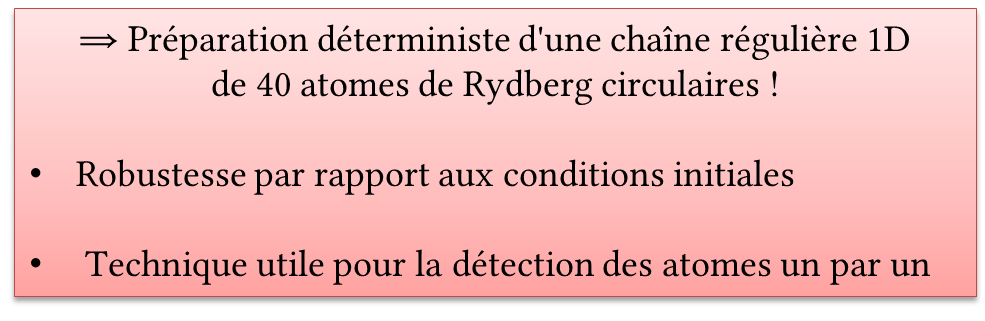 ⟹ Préparation déterministe d'une chaîne régulière 1D
de 40 atomes de Rydberg circulaires !
• Robustesse par rapport aux conditions initiales
• Technique utile pour la détection des atomes un par un